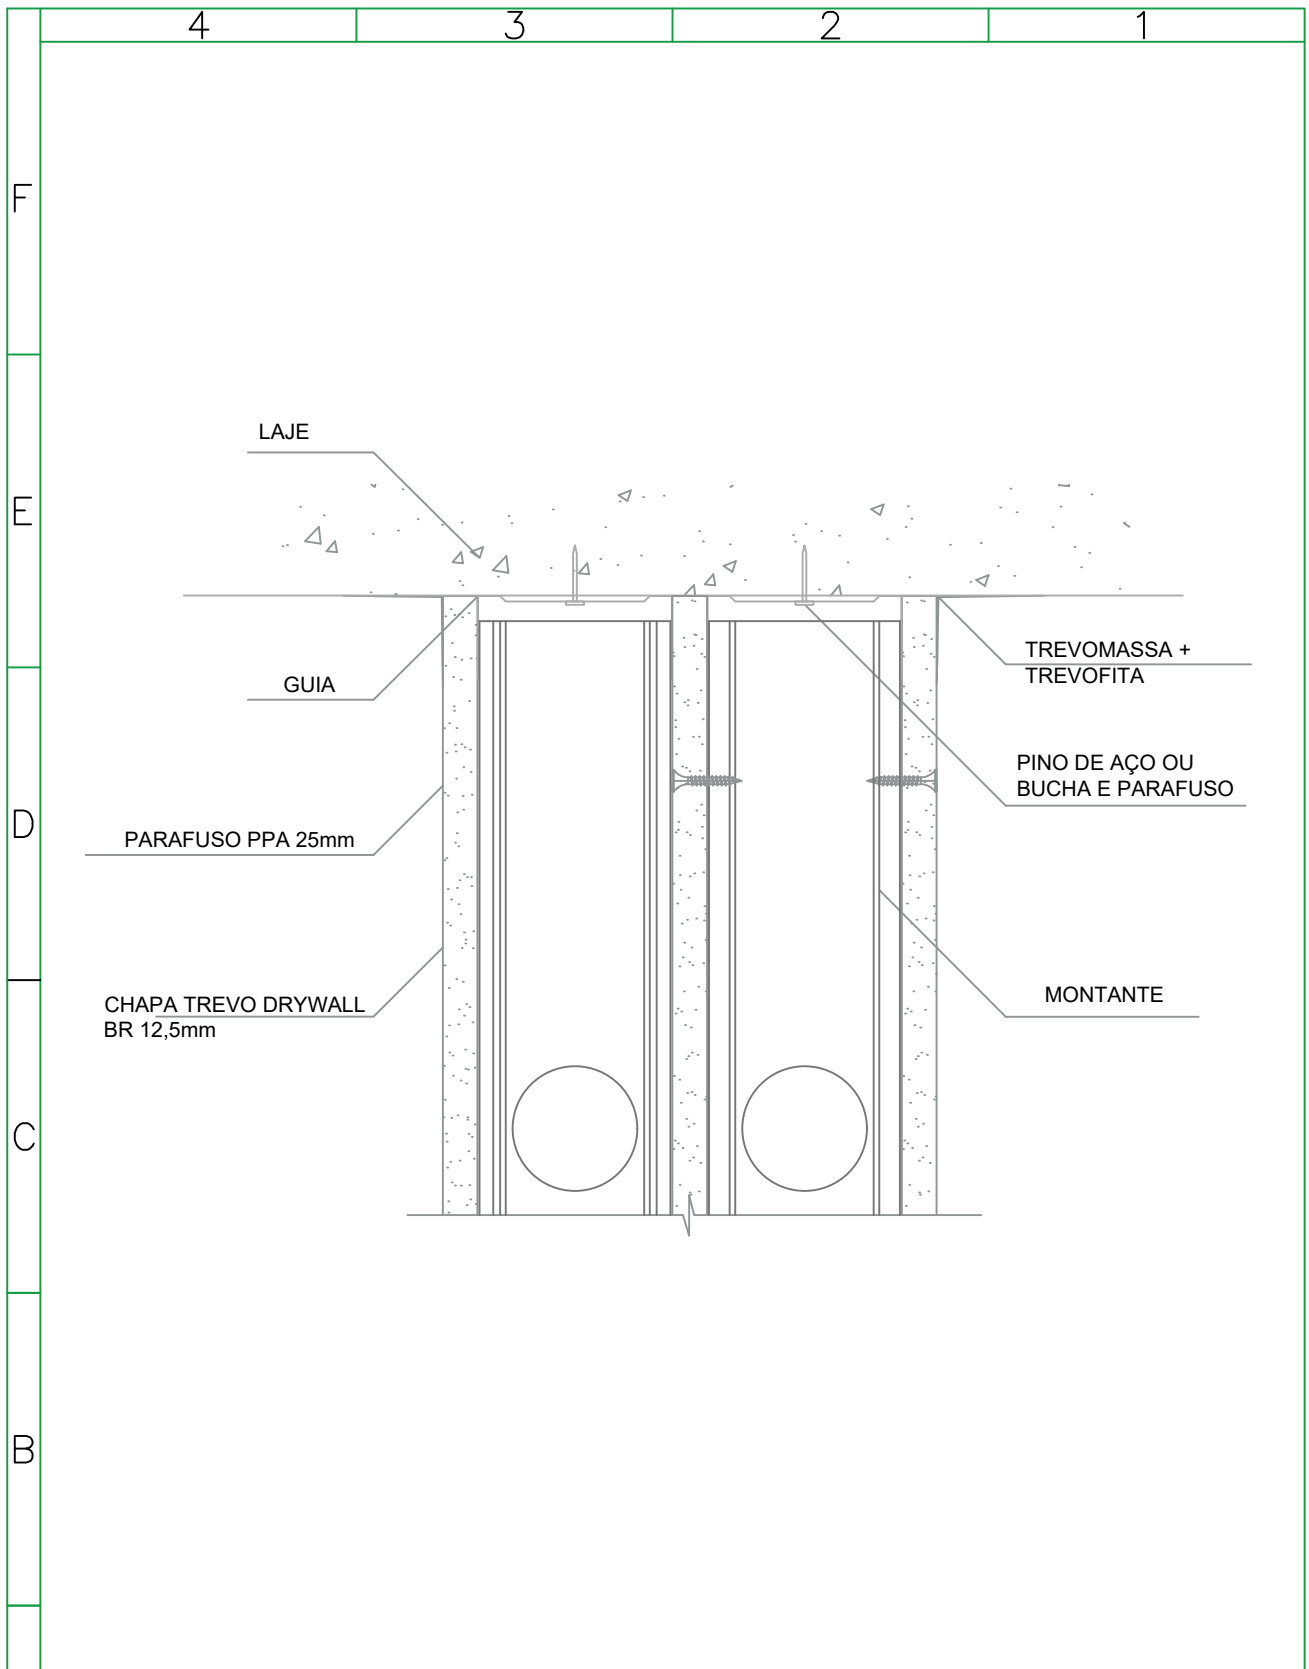 4 3 2 1
F
LAJE
E
TREVOMASSA +
TREVOFITA
GUIA
PINO DE AÇO OU
BUCHA E PARAFUSO
D
PARAFUSO PPA 25mm
CHAPA TREVO DRYWALL
BR 12,5mm
MONTANTE
C
B